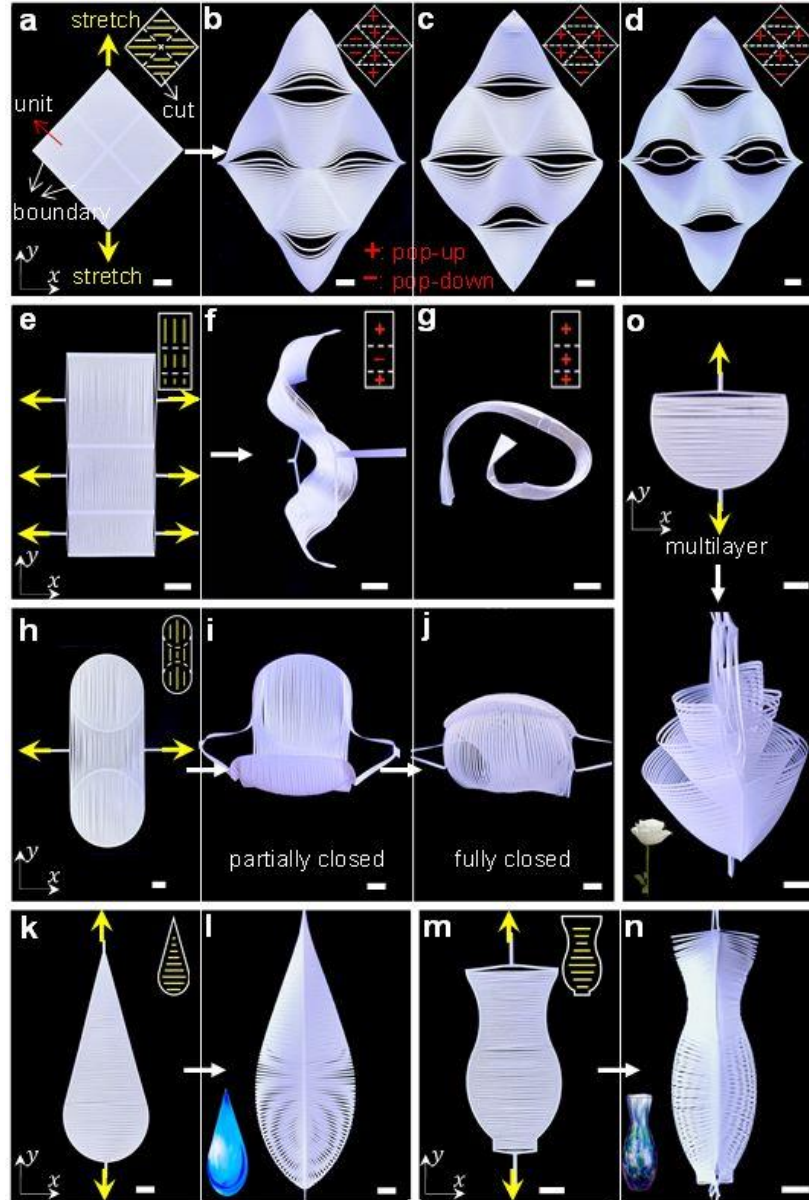 a
stretch
unit
cut
boundary
stretch
y
x
b
+ + + - + +
+: pop-up
-: pop-down
c
d
e
y
x
f
+
-
+
g
+
+
+
o
y
x
multilayer
h
y
x
i
partially closed
j
fully closed
k
y
x
l
m
y
x
n